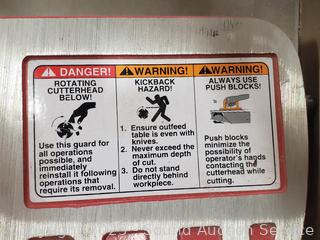 DANGER!
ROTATING
CUTTERHEAD
BELOW!
Use this guard for
all operations
possible, and
immediately
reinstall it following
operations that
require its removal.
WARNING!
KICKBACK
HAZARD!
1. Ensure outfeed
table is even with
knives.
2. Never exceed the
maximum depth
of cut.
3. Do not stand
directly behind
workpiece.
WARNING!
ALWAYS USE
PUSH BLOCKS!
Push blocks
minimize the
possibility of
operator's hands
contacting the
cutterhead while
cutting.